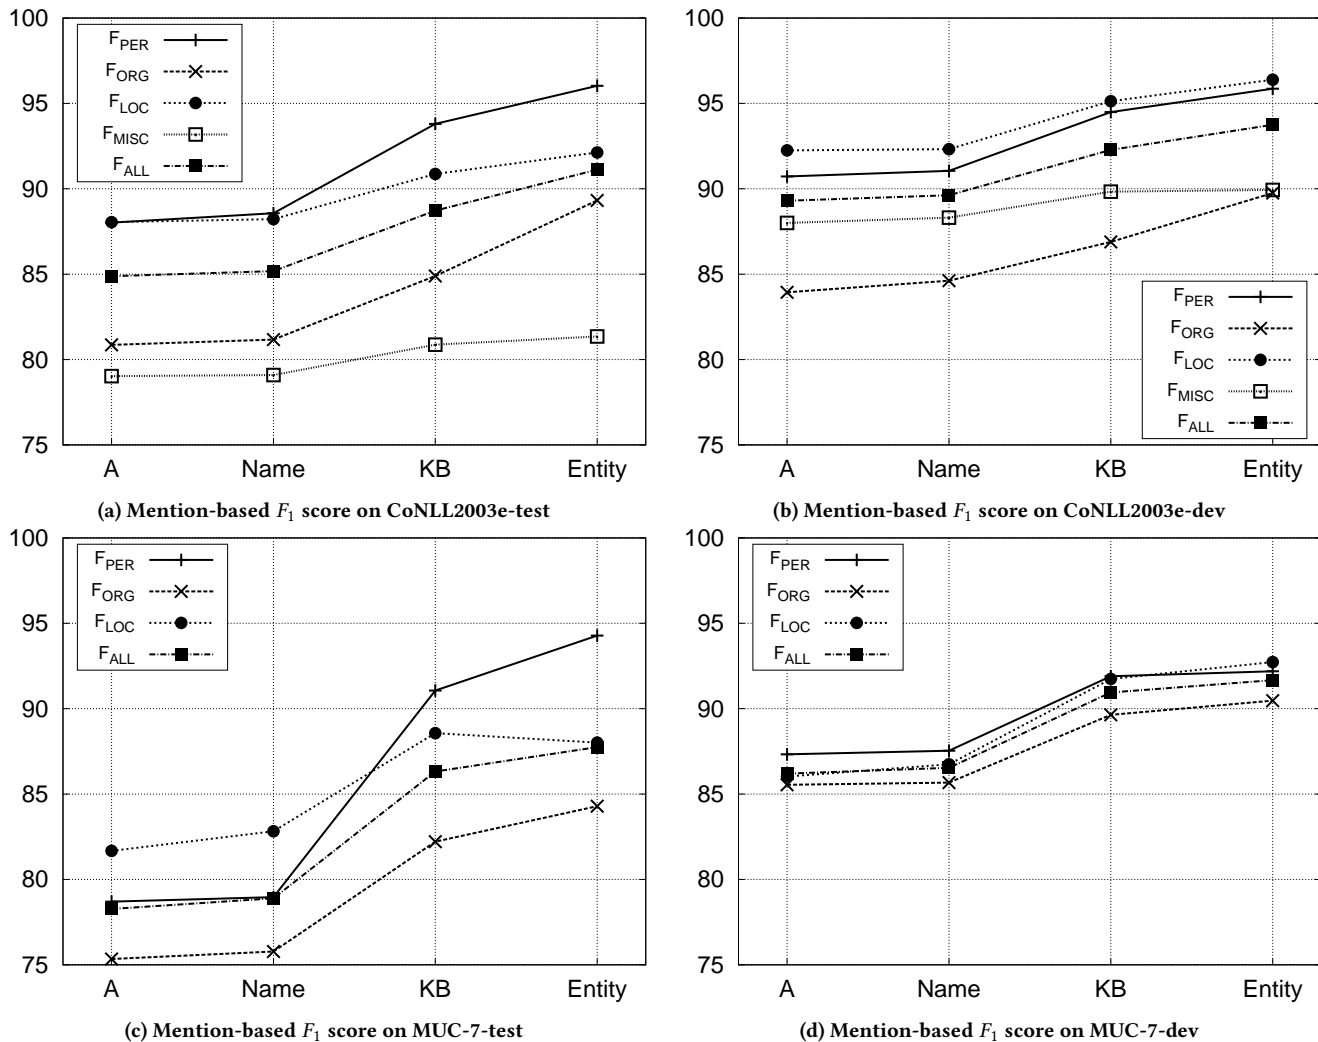 100
95
90
85
80
75
F_PER
F_ORG
F_LOC
F_MISC
F_ALL
A Name KB Entity
(a) Mention-based F_1 score on CoNLL2003e-test
100
95
90
85
80
75
F_PER
F_ORG
F_LOC
F_MISC
F_ALL
A Name KB Entity
(b) Mention-based F_1 score on CoNLL2003e-dev
100
95
90
85
80
75
F_PER
F_ORG
F_LOC
F_ALL
A Name KB Entity
(c) Mention-based F_1 score on MUC-7-test
100
95
90
85
80
75
F_PER
F_ORG
F_LOC
F_ALL
A Name KB Entity
(d) Mention-based F_1 score on MUC-7-dev